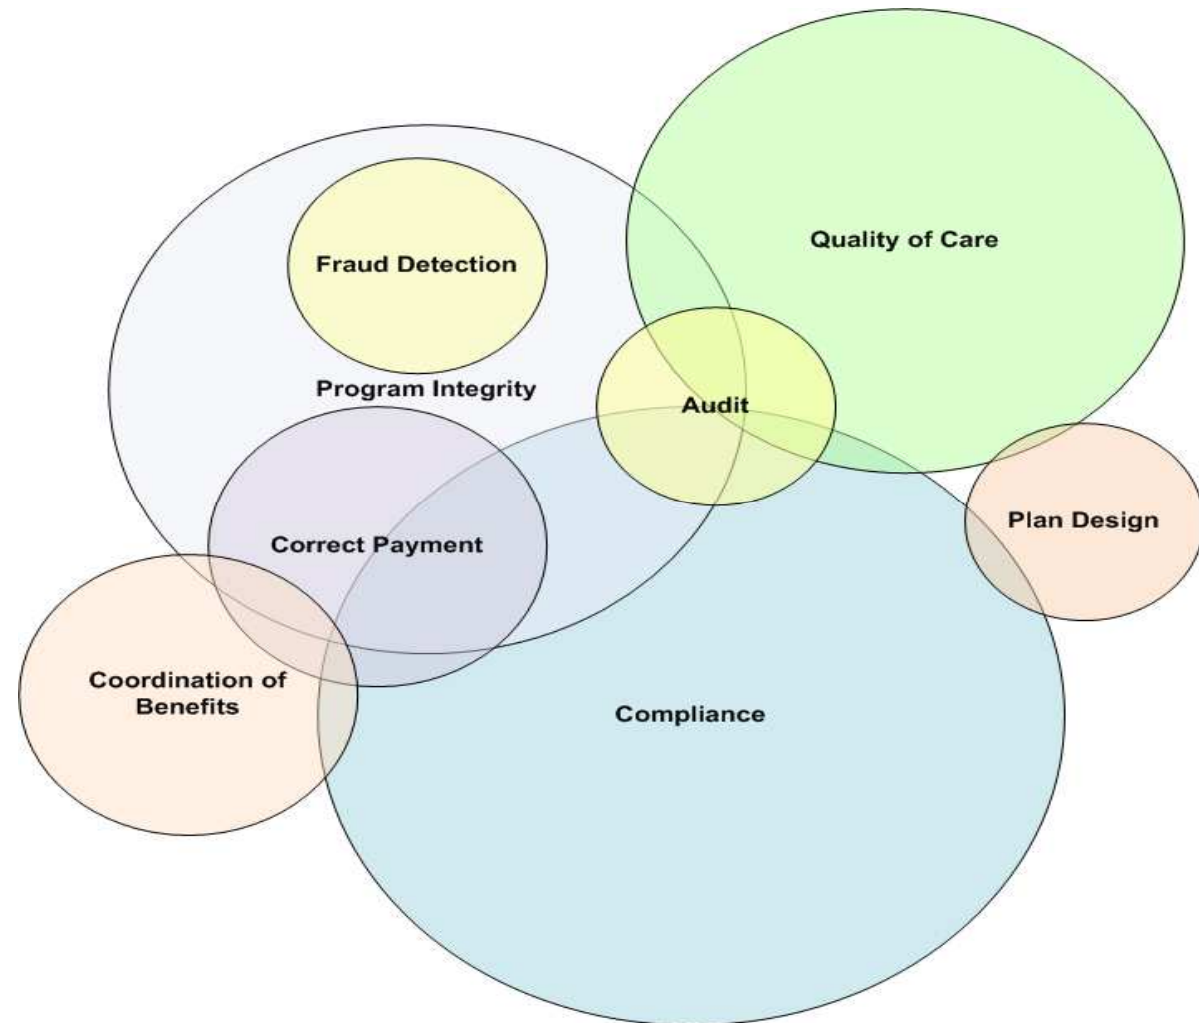 Quality of Care
Fraud Detection
Program Integrity
Audit
Plan Design
Correct Payment
Coordination of
Benefits
Compliance